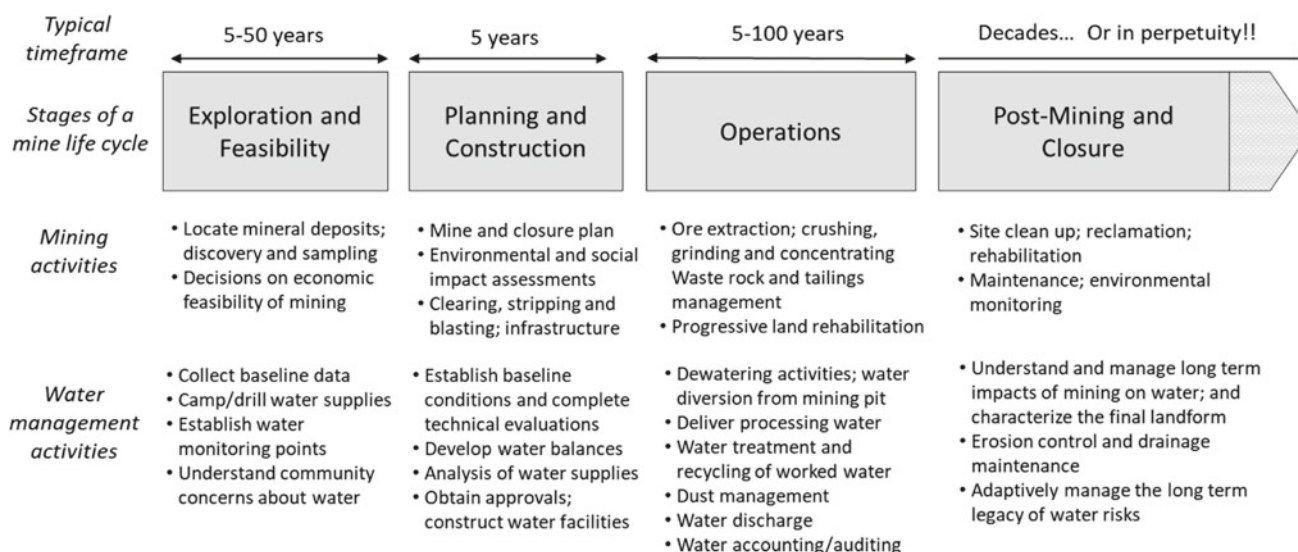 Typical
timeframe
5-50 years
5 years
5-100 years
Decades... Or in perpetuity!!
Stages of a
mine life cycle
Exploration and
Feasibility
Planning and
Construction
Operations
Post-Mining and
Closure
Mining
activities
• Locate mineral deposits;
discovery and sampling
• Decisions on economic
feasibility of mining
• Mine and closure plan
• Environmental and social
impact assessments
• Clearing, stripping and
blasting; infrastructure
• Ore extraction; crushing,
grinding and concentrating
Waste rock and tailings
management
• Progressive land rehabilitation
• Site clean up; reclamation;
rehabilitation
• Maintenance; environmental
monitoring
Water
management
activities
• Collect baseline data
• Camp/drill water supplies
• Establish water
monitoring points
• Understand community
concerns about water
• Establish baseline
conditions and complete
technical evaluations
• Develop water balances
• Analysis of water supplies
• Obtain approvals;
construct water facilities
• Dewatering activities; water
diversion from mining pit
• Deliver processing water
• Water treatment and
recycling of worked water
• Dust management
• Water discharge
• Water accounting/auditing
• Understand and manage long term
impacts of mining on water; and
characterize the final landform
• Erosion control and drainage
maintenance
• Adaptively manage the long term
legacy of water risks